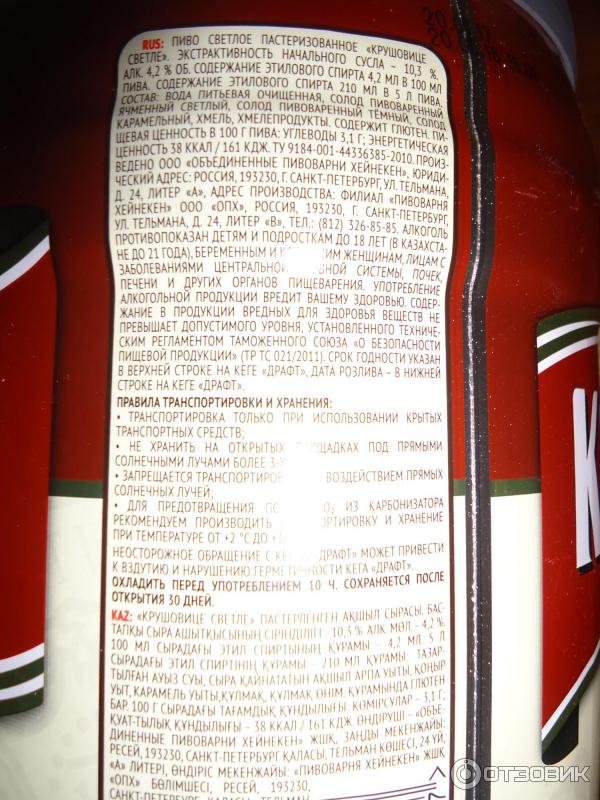 RUS: ПИВО СВЕТЛОЕ ПАСТЕРИЗОВАННОЕ «КРУШОВИЦЕ
СВЕТЛЕ». ЭКСТРАКТИВНОСТЬ НАЧАЛЬНОГО СУСЛА – 10,3 %.
АЛК. 4,2 % ОБ. СОДЕРЖАНИЕ ЭТИЛОВОГО СПИРТА 4,2 МЛ В 100 МЛ
ПИВА. СОДЕРЖАНИЕ ЭТИЛОВОГО СПИРТА 210 МЛ В 5 Л ПИВА.
СОСТАВ: ВОДА ПИТЬЕВАЯ ОЧИЩЕННАЯ, СОЛОД ПИВОВАРЕННЫЙ
ЯЧМЕННЫЙ СВЕТЛЫЙ, СОЛОД ПИВОВАРЕННЫЙ ТЁМНЫЙ, СОЛОД
КАРАМЕЛЬНЫЙ, ХМЕЛЬ, ХМЕЛЕПРОДУКТЫ. СОДЕРЖИТ ГЛЮТЕН. ПИ-
ЩЕВАЯ ЦЕННОСТЬ В 100 Г ПИВА: УГЛЕВОДЫ 3,1 Г; ЭНЕРГЕТИЧЕСКАЯ
ЦЕННОСТЬ 38 ККАЛ / 161 КДЖ. ТУ 9184-001-44336385-2010. ПРОИЗ-
ВЕДЕНО ООО «ОБЪЕДИНЕННЫЕ ПИВОВАРНИ ХЕЙНЕКЕН», ЮРИДИ-
ЧЕСКИЙ АДРЕС: РОССИЯ, 193230, Г. САНКТ-ПЕТЕРБУРГ, УЛ. ТЕЛЬМАНА,
Д. 24, ЛИТЕР «А», АДРЕС ПРОИЗВОДСТВА: ФИЛИАЛ «ПИВОВАРНЯ
ХЕЙНЕКЕН» ООО «ОПХ», РОССИЯ, 193230, Г. САНКТ-ПЕТЕРБУРГ,
УЛ. ТЕЛЬМАНА, Д. 24, ЛИТЕР «В», ТЕЛ.: (812) 326-85-85. АЛКОГОЛЬ
ПРОТИВОПОКАЗАН ДЕТЯМ И ПОДРОСТКАМ ДО 18 ЛЕТ (В КАЗАХСТА-
НЕ ДО 21 ГОДА), БЕРЕМЕННЫМ И ЖЕНЩИНАМ, ЛИЦАМ С
ЗАБОЛЕВАНИЯМИ ЦЕНТРАЛЬНОЙ СИСТЕМЫ, ПОЧЕК,
ПЕЧЕНИ И ДРУГИХ ОРГАНОВ ПИЩЕВАРЕНИЯ. УПОТРЕБЛЕНИЕ
АЛКОГОЛЬНОЙ ПРОДУКЦИИ ВРЕДИТ ВАШЕМУ ЗДОРОВЬЮ. СОДЕР-
ЖАНИЕ В ПРОДУКЦИИ ВРЕДНЫХ ДЛЯ ЗДОРОВЬЯ ВЕЩЕСТВ НЕ
ПРЕВЫШАЕТ ДОПУСТИМОГО УРОВНЯ, УСТАНОВЛЕННОГО ТЕХНИЧЕ-
СКИМ РЕГЛАМЕНТОМ ТАМОЖЕННОГО СОЮЗА «О БЕЗОПАСНОСТИ
ПИЩЕВОЙ ПРОДУКЦИИ» (ТР ТС 021/2011). СРОК ГОДНОСТИ УКАЗАН
В ВЕРХНЕЙ СТРОКЕ НА КЕГЕ «ДРАФТ», ДАТА РОЗЛИВА – В НИЖНЕЙ
СТРОКЕ НА КЕГЕ «ДРАФТ».
ПРАВИЛА ТРАНСПОРТИРОВКИ И ХРАНЕНИЯ:
• ТРАНСПОРТИРОВКА ТОЛЬКО ПРИ ИСПОЛЬЗОВАНИИ КРЫТЫХ
ТРАНСПОРТНЫХ СРЕДСТВ;
• НЕ ХРАНИТЬ НА ОТКРЫТЫХ ПЛОЩАДКАХ ПОД ПРЯМЫМИ
СОЛНЕЧНЫМИ ЛУЧАМИ БОЛЕЕ
• ЗАПРЕЩАЕТСЯ ВОЗДЕЙСТВИЕМ ПРЯМЫХ
СОЛНЕЧНЫХ ЛУЧЕЙ;
• ДЛЯ ПРЕДОТВРАЩЕНИЯ ИЗ КАРБОНИЗАТОРА
РЕКОМЕНДУЕМ ПРОИЗВОДИТЬ И ХРАНЕНИЕ
ПРИ ТЕМПЕРАТУРЕ ОТ +2 °С ДО
НЕОСТОРОЖНОЕ ОБРАЩЕНИЕ С «ДРАФТ» МОЖЕТ ПРИВЕСТИ
К ВЗДУТИЮ И НАРУШЕНИЮ ГЕРМЕТИЧНОСТИ КЕГА «ДРАФТ».
ОХЛАДИТЬ ПЕРЕД УПОТРЕБЛЕНИЕМ 10 Ч. СОХРАНЯЕТСЯ ПОСЛЕ
ОТКРЫТИЯ 30 ДНЕЙ.
KAZ: «КРУШОВИЦЕ СВЕТЛЕ» ПАСТЕРЛЕНГЕН АҚШЫЛ СЫРАСЫ. БАС-
ТАПҚЫ СЫРА АШЫТҚЫСЫНЫҢ СІРІНДІЛІГІ – 10,3 % АЛК. МӨЛ. – 4,2 %.
100 МЛ СЫРАДАҒЫ ЭТИЛ СПИРТЫНЫҢ ҚҰРАМЫ – 4,2 МЛ. 5 Л
СЫРАДАҒЫ ЭТИЛ СПИРТІНІҢ ҚҰРАМЫ – 210 МЛ. ҚҰРАМЫ: ТАЗАР-
ТЫЛҒАН АУЫЗ СУЫ, СЫРА ҚАЙНАТАТЫН АҚШЫЛ АРПА УЫТЫ, ҚОҢЫР
УЫТ, КАРАМЕЛЬ УЫТЫ, ҚҰЛМАҚ, ҚҰЛМАҚ ӨНІМ. ҚҰРАМЫНДА ГЛЮТЕН
БАР. 100 Г СЫРАДАҒЫ ТАҒАМДЫҚ ҚҰНДЫЛЫҒЫ: КӨМІРСУЛАР – 3,1 Г;
ҚУАТ-ТЫЛЫҚ ҚҰНДЫЛЫҒЫ – 38 ККАЛ / 161 КДЖ ӨНДІРУШІ – «ОБЪЕ-
ДИНЕННЫЕ ПИВОВАРНИ ХЕЙНЕКЕН» ЖШҚ, ЗАҢДЫ МЕКЕНЖАЙЫ:
РЕСЕЙ, 193230, САНКТ-ПЕТЕРБУРГ ҚАЛАСЫ, ТЕЛЬМАН КӨШЕСІ, 24 ҮЙ,
«А» ЛИТЕРІ, ӨНДІРІС МЕКЕНЖАЙЫ: «ПИВОВАРНЯ ХЕЙНЕКЕН» ЖШҚ
«ОПХ» БӨЛІМШЕСІ, РЕСЕЙ, 193230,
САНКТ-ПЕТЕРБУРГ ҚАЛАСЫ, ТЕЛЬМАН
K
ОТЗОВИК